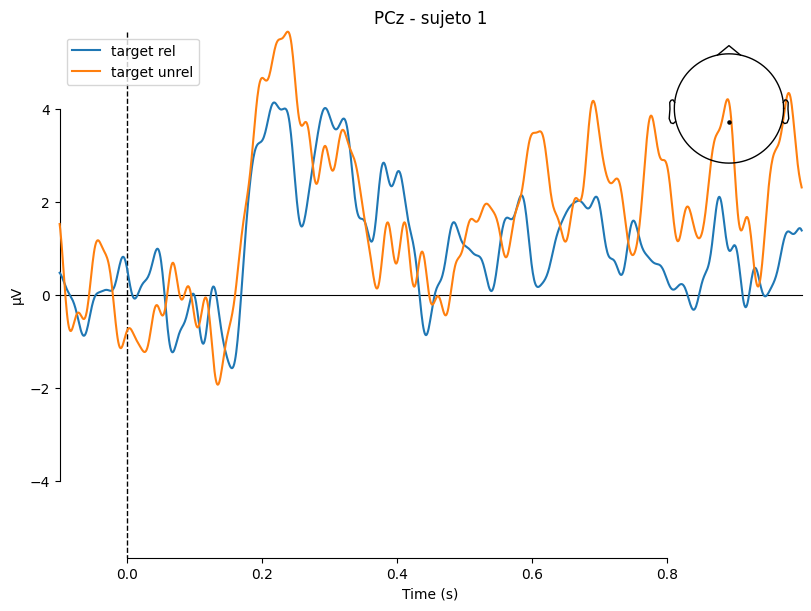 PCz - sujeto 1
target rel
target unrel
4
2
0
−2
−4
µV
0.0 0.2 0.4 0.6 0.8
Time (s)